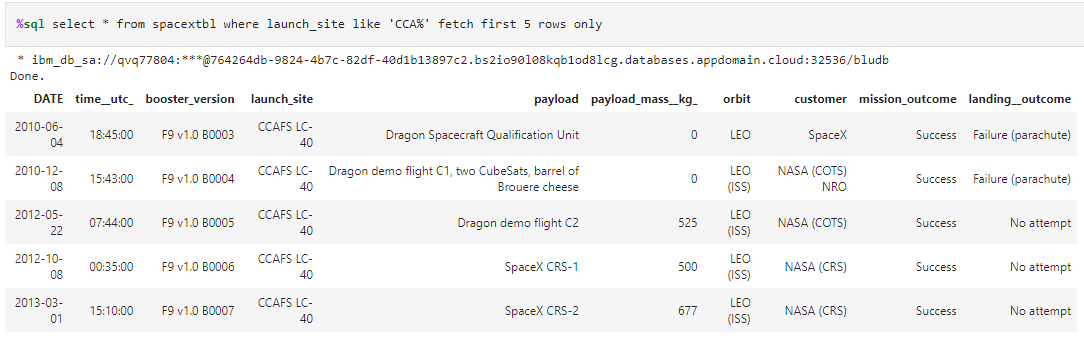 %sql select * from spacextbl where launch_site like 'CCA%' fetch first 5 rows only
* ibm_db_sa://qvq77804:***@764264db-9824-4b7c-82df-40d1b13897c2.bs2io90l08kqb1od8lcg.databases.appdomain.cloud:32536/bludb
Done.
DATE time__utc_ booster_version launch_site payload payload_mass__kg_ orbit customer mission_outcome landing__outcome
2010-06-04 18:45:00 F9 v1.0 B0003 CCAFS LC-40 Dragon Spacecraft Qualification Unit 0 LEO SpaceX Success Failure (parachute)
2010-12-08 15:43:00 F9 v1.0 B0004 CCAFS LC-40 Dragon demo flight C1, two CubeSats, barrel of Brouere cheese 0 LEO (ISS) NASA (COTS) NRO Success Failure (parachute)
2012-05-22 07:44:00 F9 v1.0 B0005 CCAFS LC-40 Dragon demo flight C2 525 LEO (ISS) NASA (COTS) Success No attempt
2012-10-08 00:35:00 F9 v1.0 B0006 CCAFS LC-40 SpaceX CRS-1 500 LEO (ISS) NASA (CRS) Success No attempt
2013-03-01 15:10:00 F9 v1.0 B0007 CCAFS LC-40 SpaceX CRS-2 677 LEO (ISS) NASA (CRS) Success No attempt